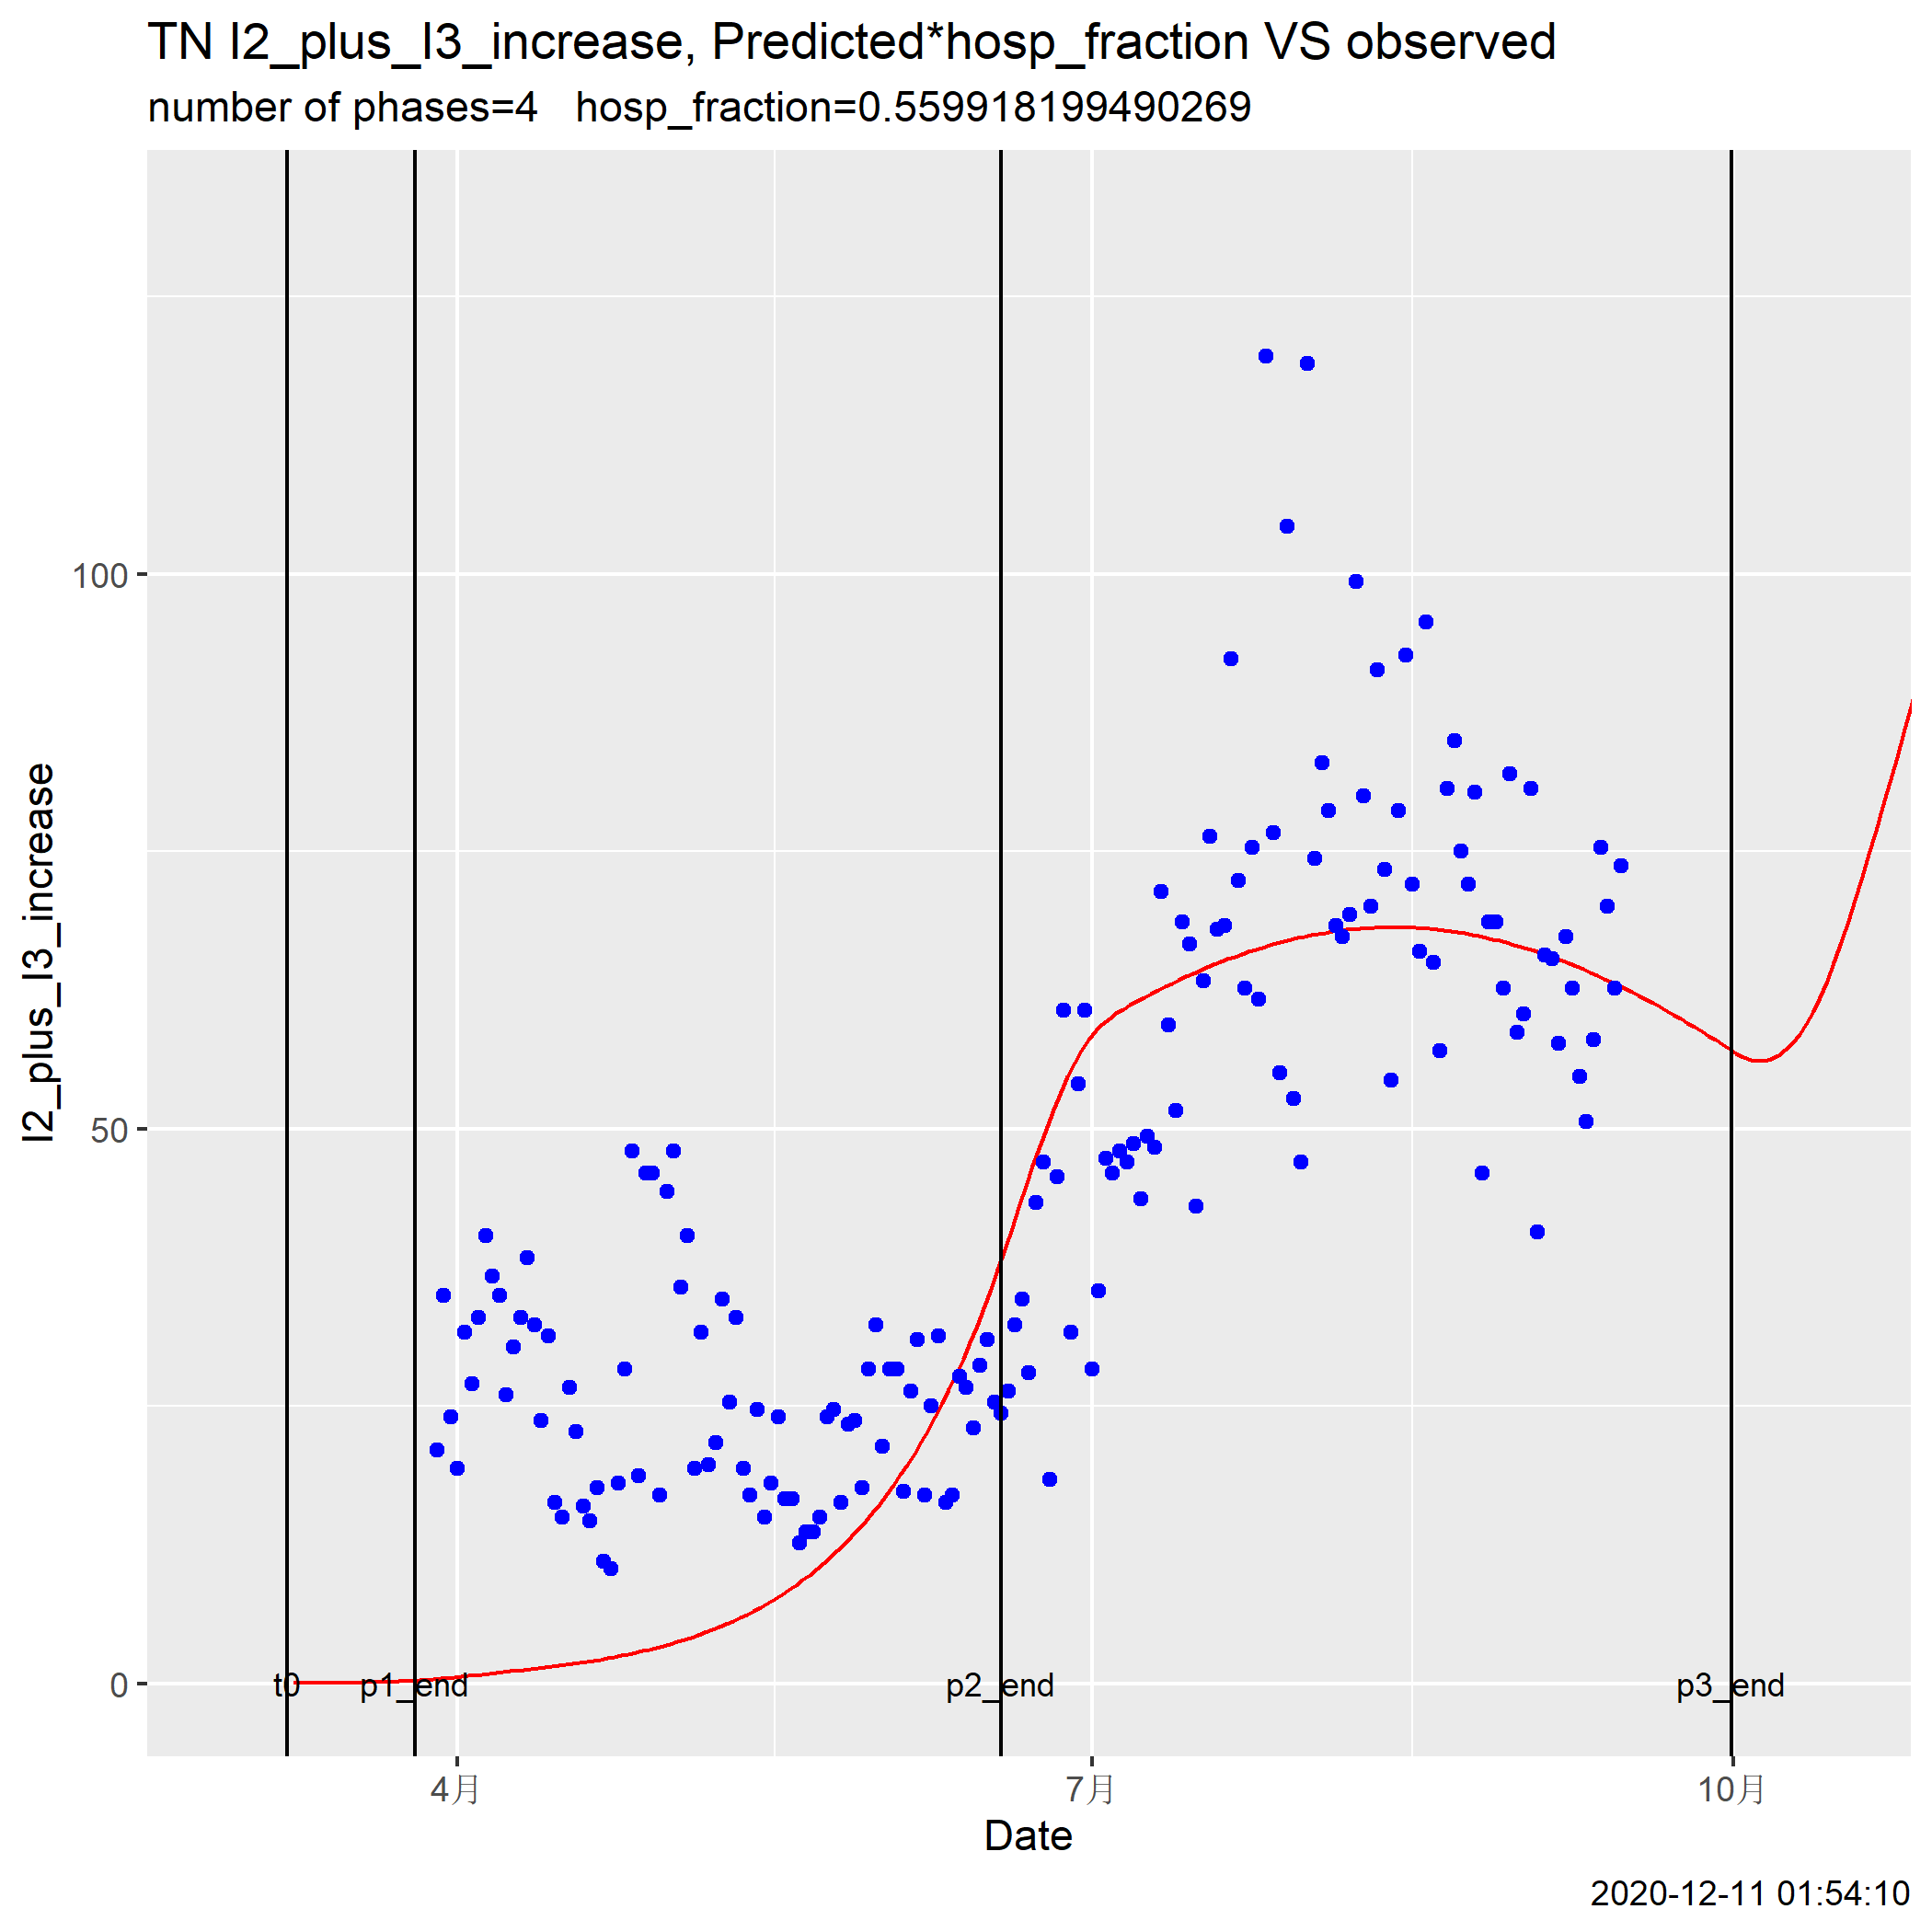 TN I2_plus_I3_increase, Predicted*hosp_fraction VS observed
number of phases=4   hosp_fraction=0.559918199490269
I2_plus_I3_increase
100
50
0
t0
p1_end
p2_end
p3_end
4月
7月
10月
Date
2020-12-11 01:54:10